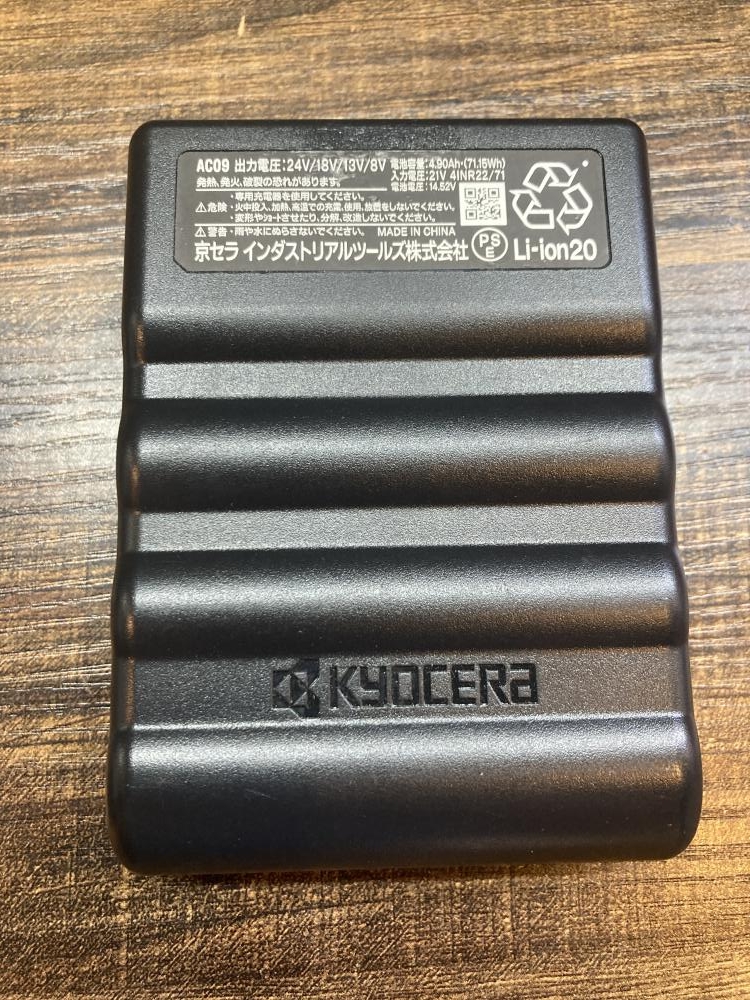 AC09 出力電圧:24V/18V/13V/8V 電池容量:4.90Ah・(71.15Wh)
発熱、発火、破裂の恐れがあります。 入力電圧:21V 4INR22/71
電池電圧:14.52V
・専用充電器を使用してください。
⚠危険・火中投入、加熱、高温での充電、使用、放置をしないでください。
・変形やショートさせたり、分解、改造しないでください。
⚠警告・雨や水にぬらさないでください。 MADE IN CHINA
京セラ インダストリアルツールズ株式会社 PSE Li-ion20
KYOCERA